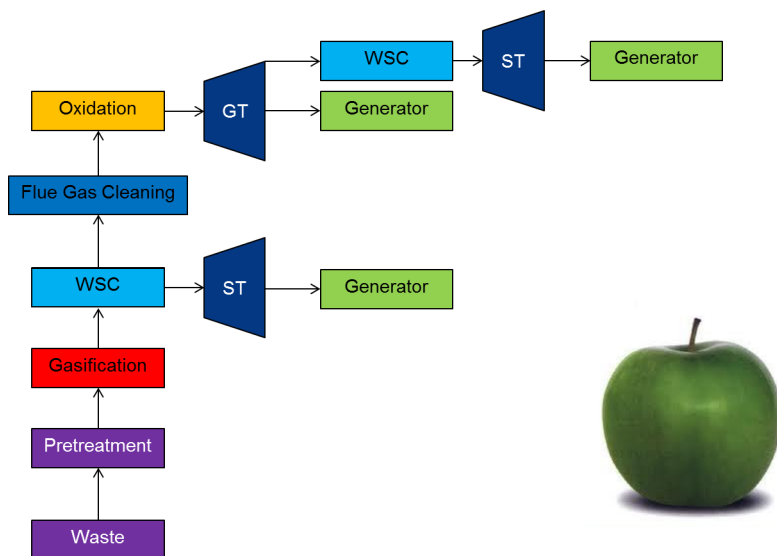 WSC
ST
Generator
Oxidation
GT
Generator
Flue Gas Cleaning
WSC
ST
Generator
Gasification
Pretreatment
Waste